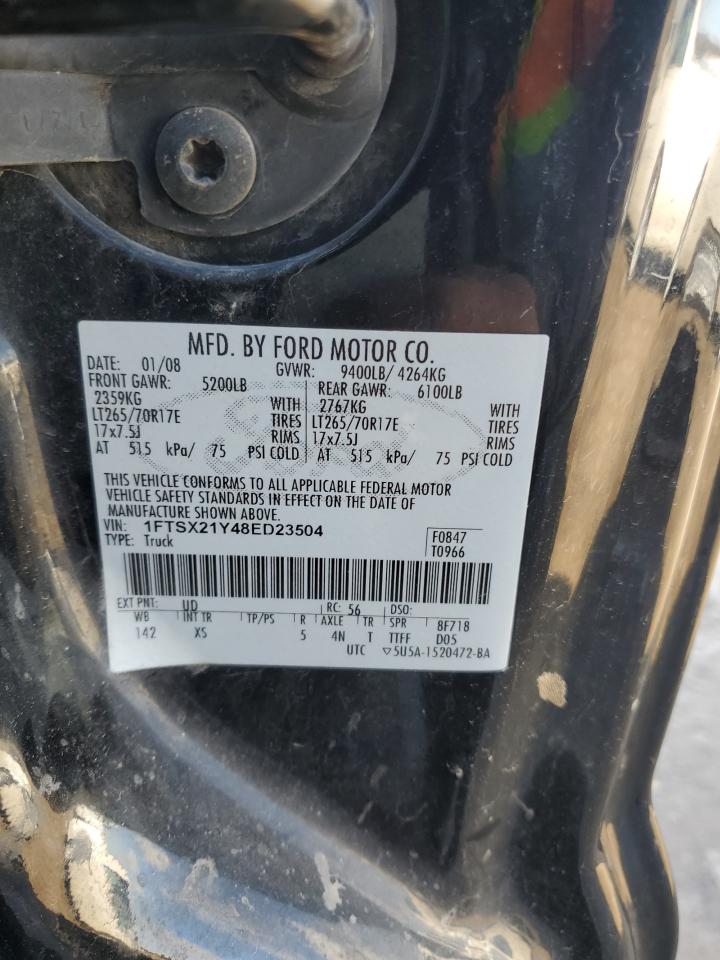 MFD. BY FORD MOTOR CO.
DATE: 01/08 GVWR: 9400LB/ 4264KG
FRONT GAWR: 5200LB REAR GAWR: 6100LB
2359KG WITH 2767KG WITH
LT265/70R17E TIRES LT265/70R17E TIRES
17x7.5J RIMS 17x7.5J RIMS
AT 515 kPa/ 75 PSI COLD AT 515 kPa/ 75 PSI COLD
THIS VEHICLE CONFORMS TO ALL APPLICABLE FEDERAL MOTOR
VEHICLE SAFETY STANDARDS IN EFFECT ON THE DATE OF
MANUFACTURE SHOWN ABOVE.
VIN: 1FTSX21Y48ED23504 F0847
TYPE: Truck T0966
EXT PNT: UD RC: 56 DSO:
WB INT TR TP/PS R AXLE TR SPR 8F718
142 XS 5 4N T TTFF D05
UTC ▽5U5A-1520472-BA